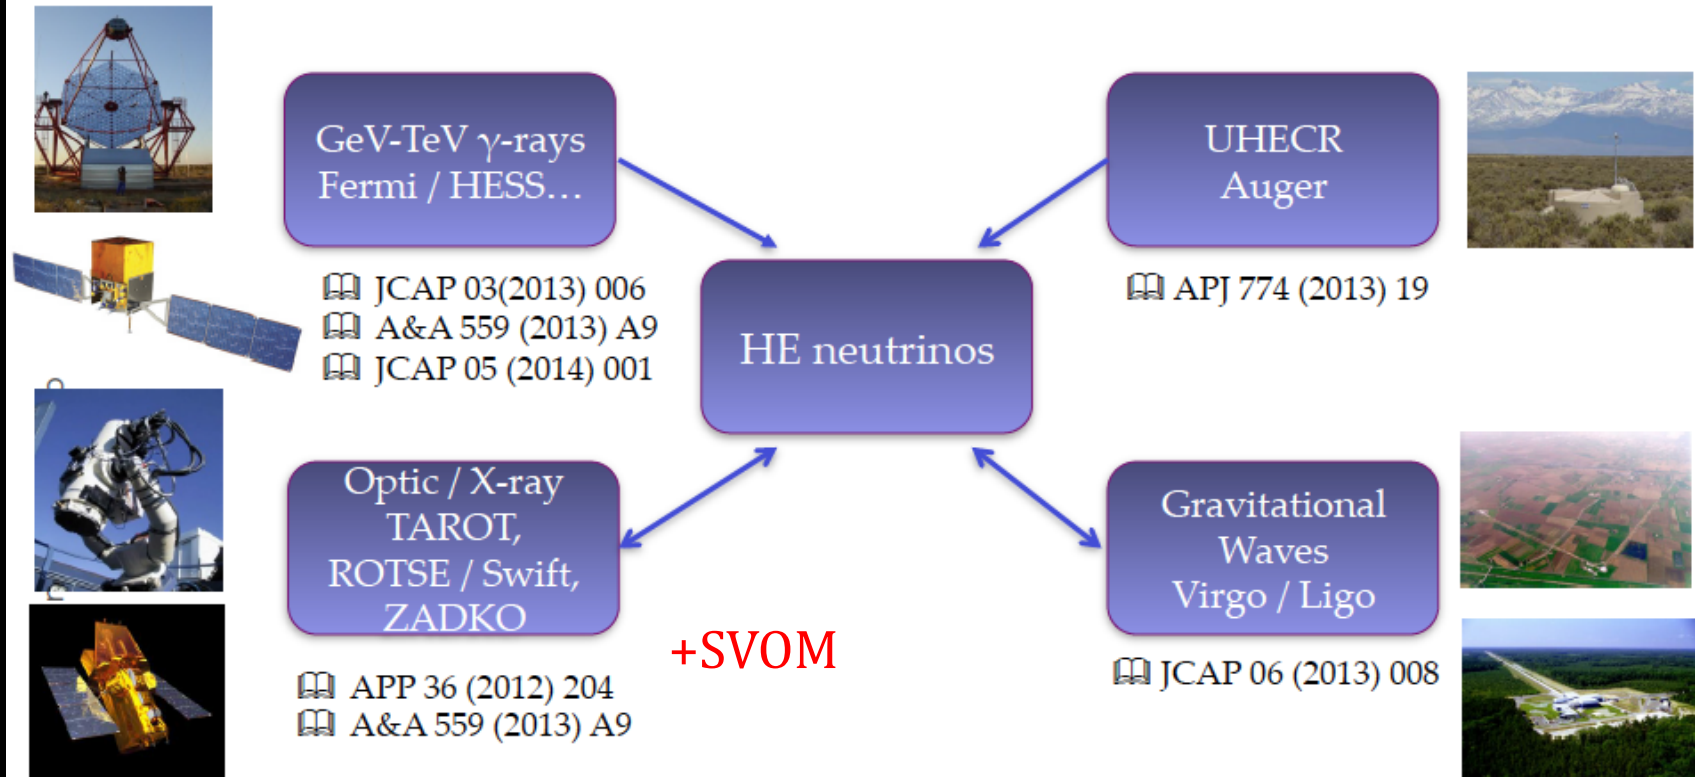 GeV-TeV γ-rays
Fermi / HESS…
JCAP 03(2013) 006
A&A 559 (2013) A9
JCAP 05 (2014) 001
UHECR
Auger
APJ 774 (2013) 19
HE neutrinos
Optic / X-ray
TAROT,
ROTSE / Swift,
ZADKO
APP 36 (2012) 204
A&A 559 (2013) A9
+SVOM
Gravitational
Waves
Virgo / Ligo
JCAP 06 (2013) 008